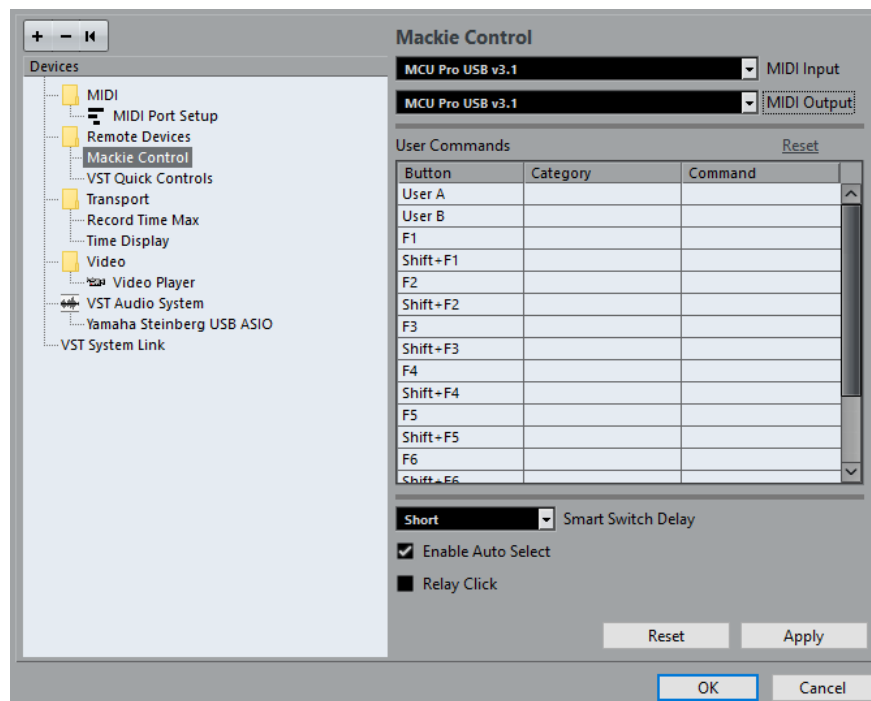 Devices
MIDI
MIDI Port Setup
Remote Devices
Mackie Control
VST Quick Controls
Transport
Record Time Max
Time Display
Video
Video Player
VST Audio System
Yamaha Steinberg USB ASIO
VST System Link
Mackie Control
MCU Pro USB v3.1 MIDI Input
MCU Pro USB v3.1 MIDI Output
User Commands Reset
Button Category Command
User A
User B
F1
Shift+F1
F2
Shift+F2
F3
Shift+F3
F4
Shift+F4
F5
Shift+F5
F6
Shift+F6
Short Smart Switch Delay
Enable Auto Select
Relay Click
Reset Apply
OK Cancel